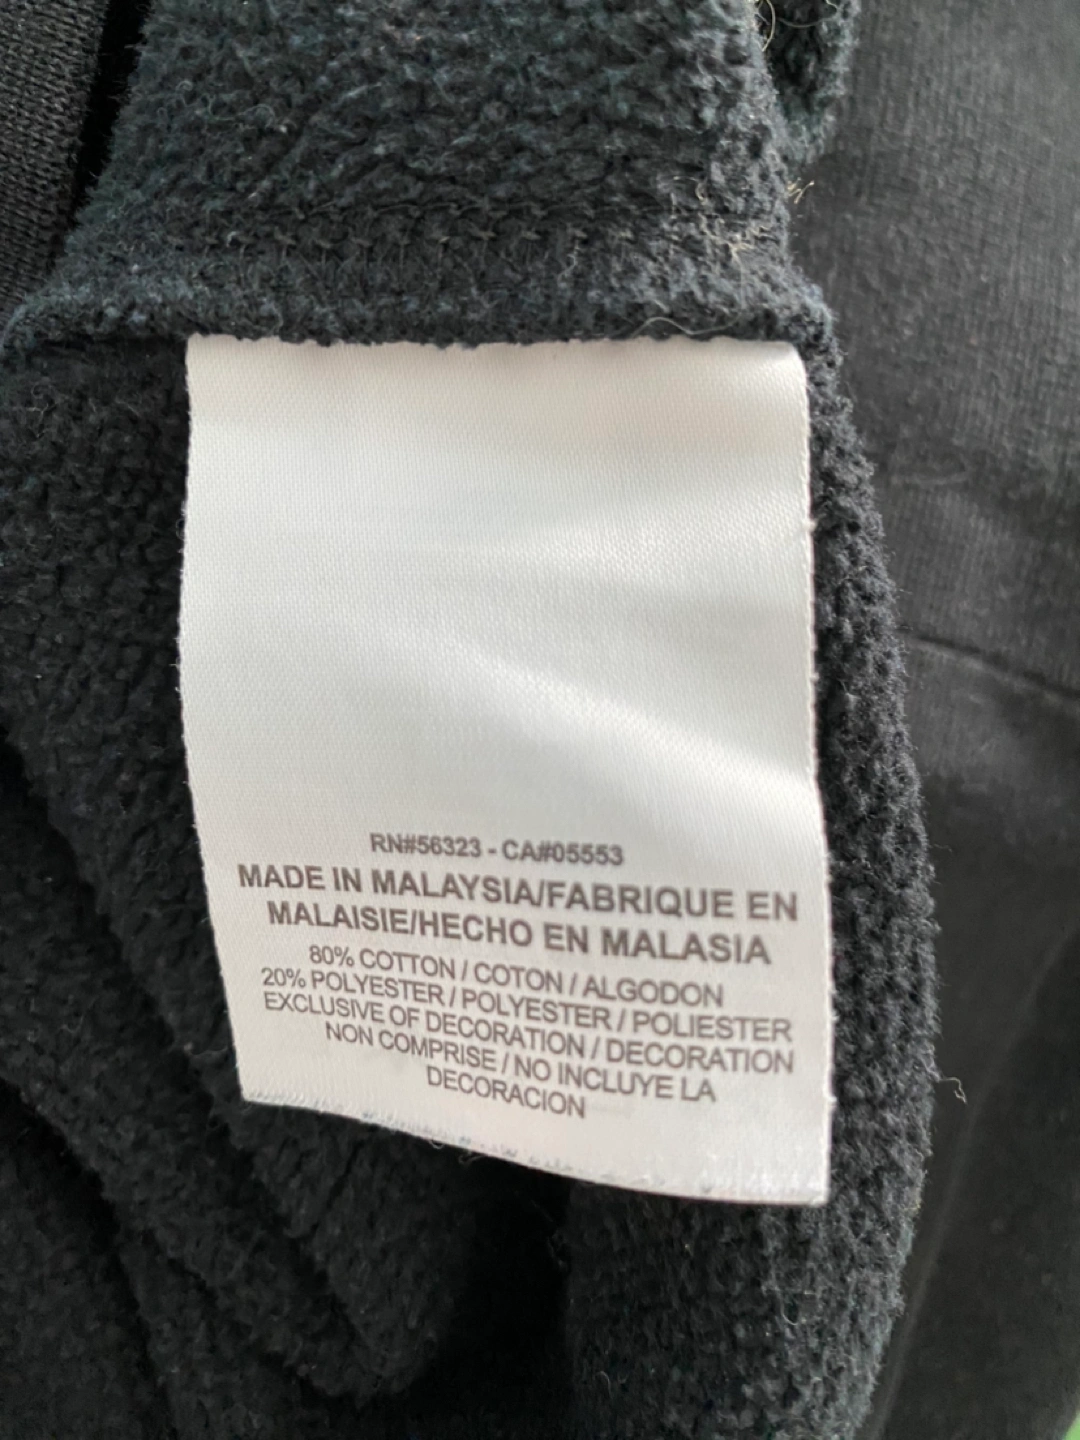 RN#56323 - CA#05553
MADE IN MALAYSIA/FABRIQUE EN
MALAISIE/HECHO EN MALASIA
80% COTTON / COTON / ALGODON
20% POLYESTER / POLYESTER / POLIESTER
EXCLUSIVE OF DECORATION / DECORATION
NON COMPRISE / NO INCLUYE LA
DECORACION